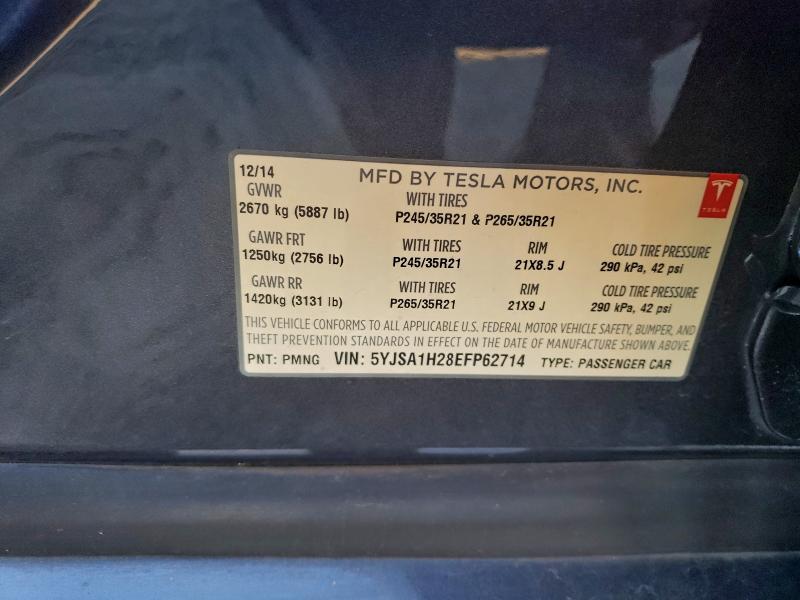 12/14 MFD BY TESLA MOTORS, INC.
GVWR WITH TIRES
2670 kg (5887 lb) P245/35R21 & P265/35R21
GAWR FRT WITH TIRES RIM COLD TIRE PRESSURE
1250kg (2756 lb) P245/35R21 21X8.5 J 290 kPa, 42 psi
GAWR RR WITH TIRES RIM COLD TIRE PRESSURE
1420kg (3131 lb) P265/35R21 21X9 J 290 kPa, 42 psi
THIS VEHICLE CONFORMS TO ALL APPLICABLE U.S. FEDERAL MOTOR VEHICLE SAFETY, BUMPER, AND
THEFT PREVENTION STANDARDS IN EFFECT ON THE DATE OF MANUFACTURE SHOWN ABOVE.
PNT: PMNG VIN: 5YJSA1H28EFP62714 TYPE: PASSENGER CAR
TESLA